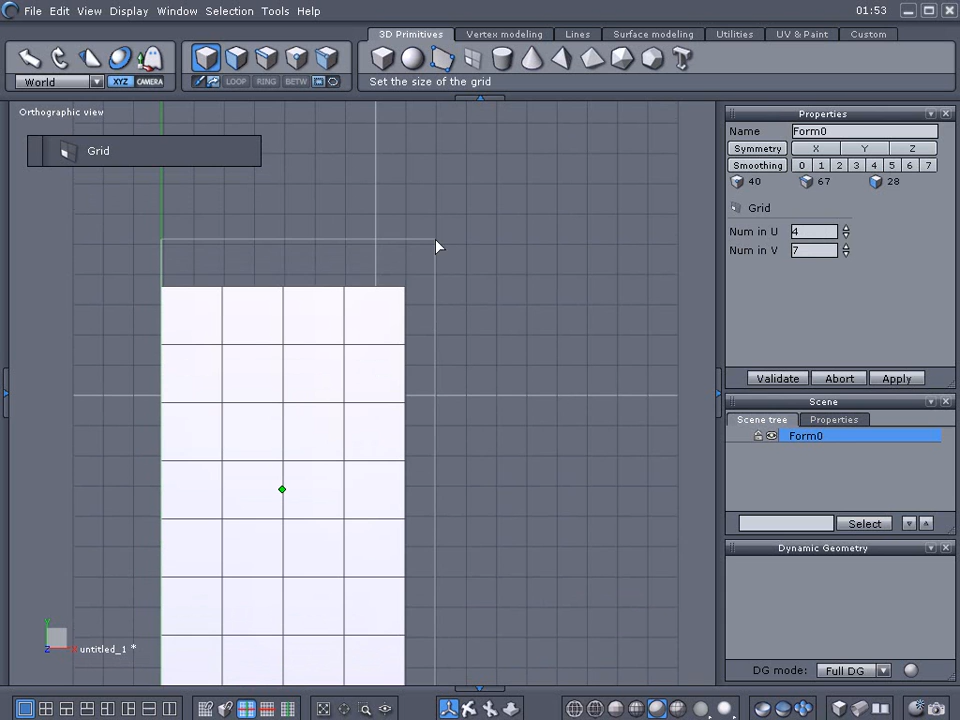 File Edit View Display Window Selection Tools Help 01:53
3D Primitives Vertex modeling Lines Surface modeling Utilities UV & Paint Custom
World XYZ CAMERA LOOP RING BETW Set the size of the grid
Orthographic view
Grid
Properties
Name Form0
Symmetry X Y Z
Smoothing 0 1 2 3 4 5 6 7
40 67 28
Grid
Num in U 4
Num in V 7
Validate Abort Apply
Scene
Scene tree Properties
Form0
Select
Dynamic Geometry
Y
Z
untitled_1 *
DG mode: Full DG